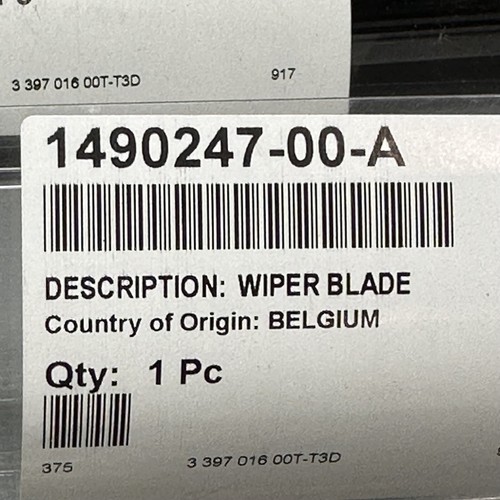 3 397 016 00T-T3D
917
1490247-00-A
DESCRIPTION: WIPER BLADE
Country of Origin: BELGIUM
Qty: 1 Pc
375
3 397 016 00T-T3D